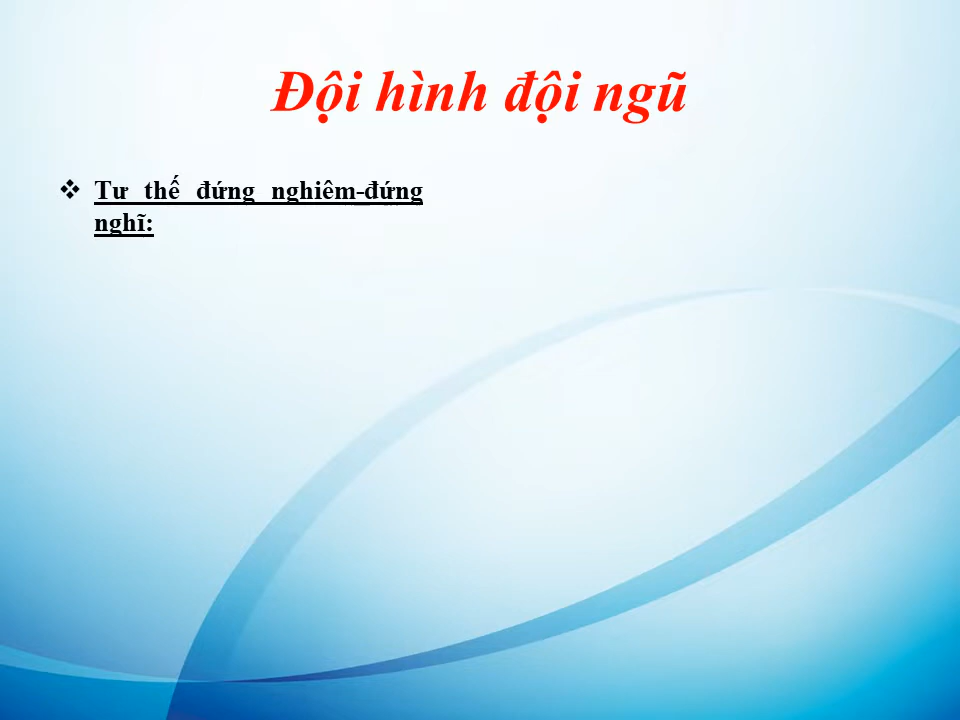 Đội hình đội ngũ
❖ Tư thế đứng nghiêm-đứng
nghĩ: